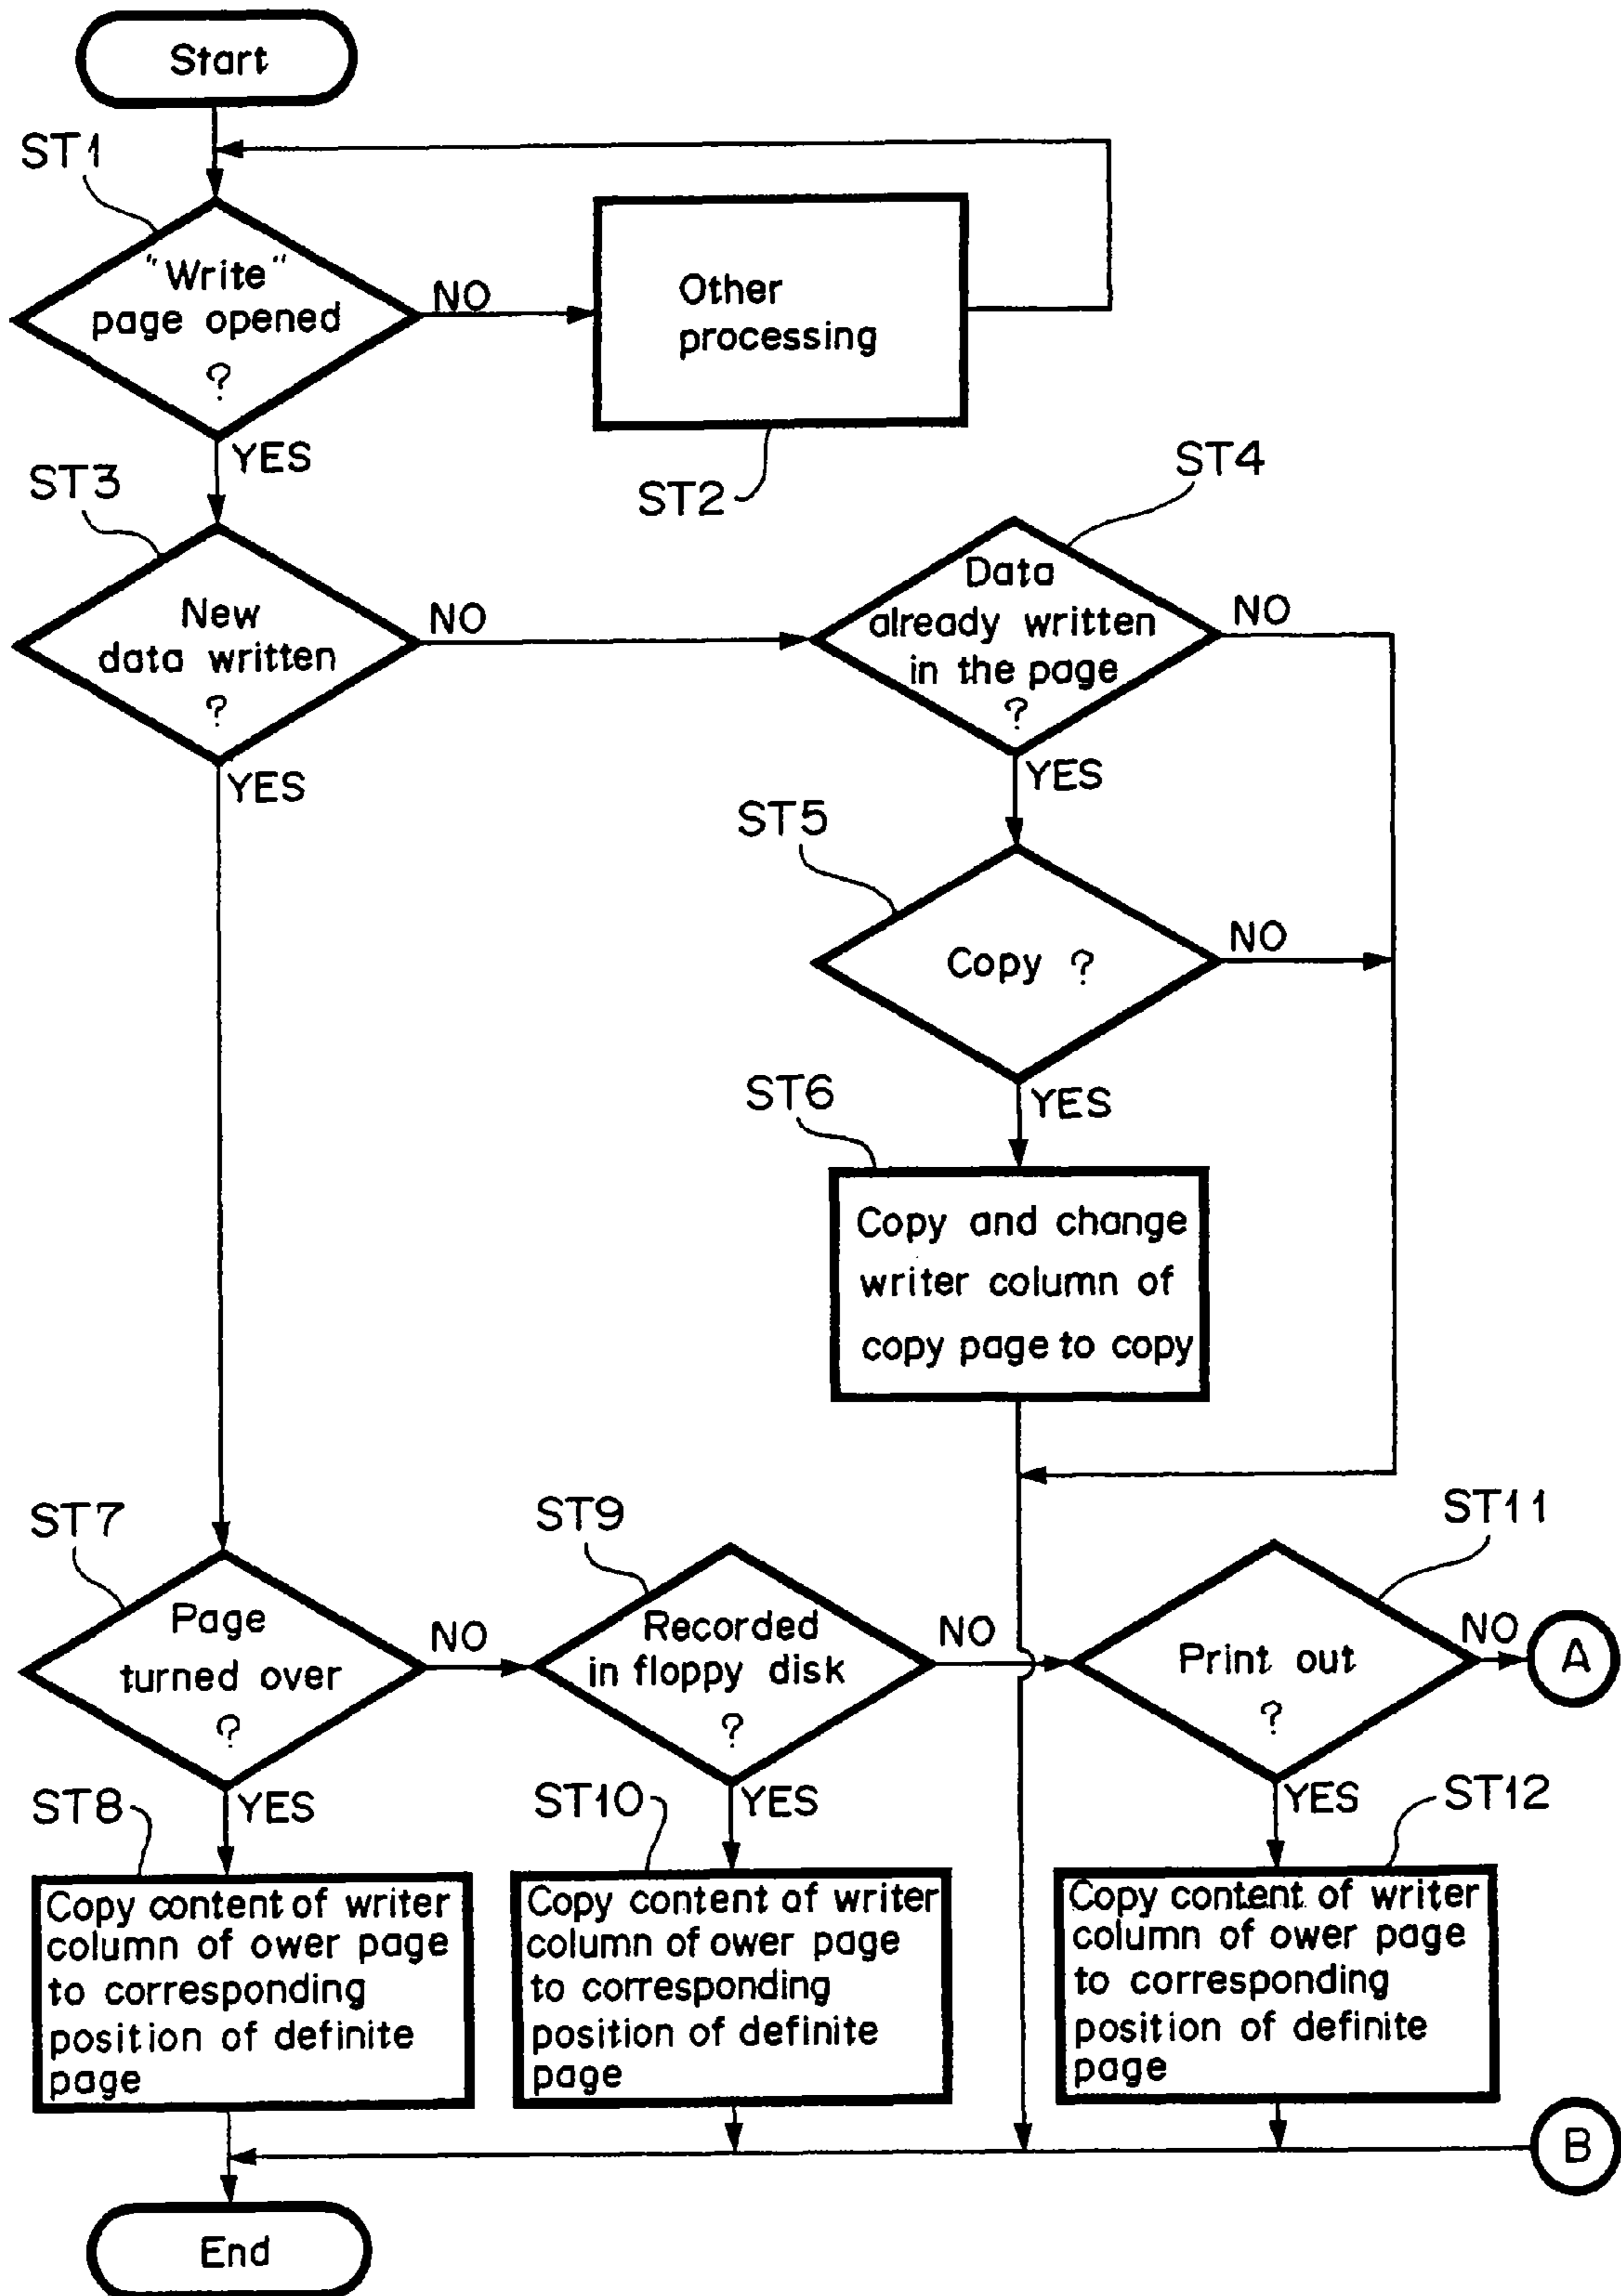 Start
ST1
"Write"
page opened
?
NO
Other
processing
ST2
YES
ST3
New
data written
?
NO
ST4
Data
already written
in the page
?
NO
YES
YES
ST5
Copy ?
NO
YES
ST6
Copy and change
writer column of
copy page to copy
ST7
Page
turned over
?
NO
ST9
Recorded
in floppy disk
?
NO
ST11
Print out
?
NO
A
YES
ST8
Copy content of writer
column of ower page
to corresponding
position of definite
page
YES
ST10
Copy content of writer
column of ower page
to corresponding
position of definite
page
YES
ST12
Copy content of writer
column of ower page
to corresponding
position of definite
page
B
End